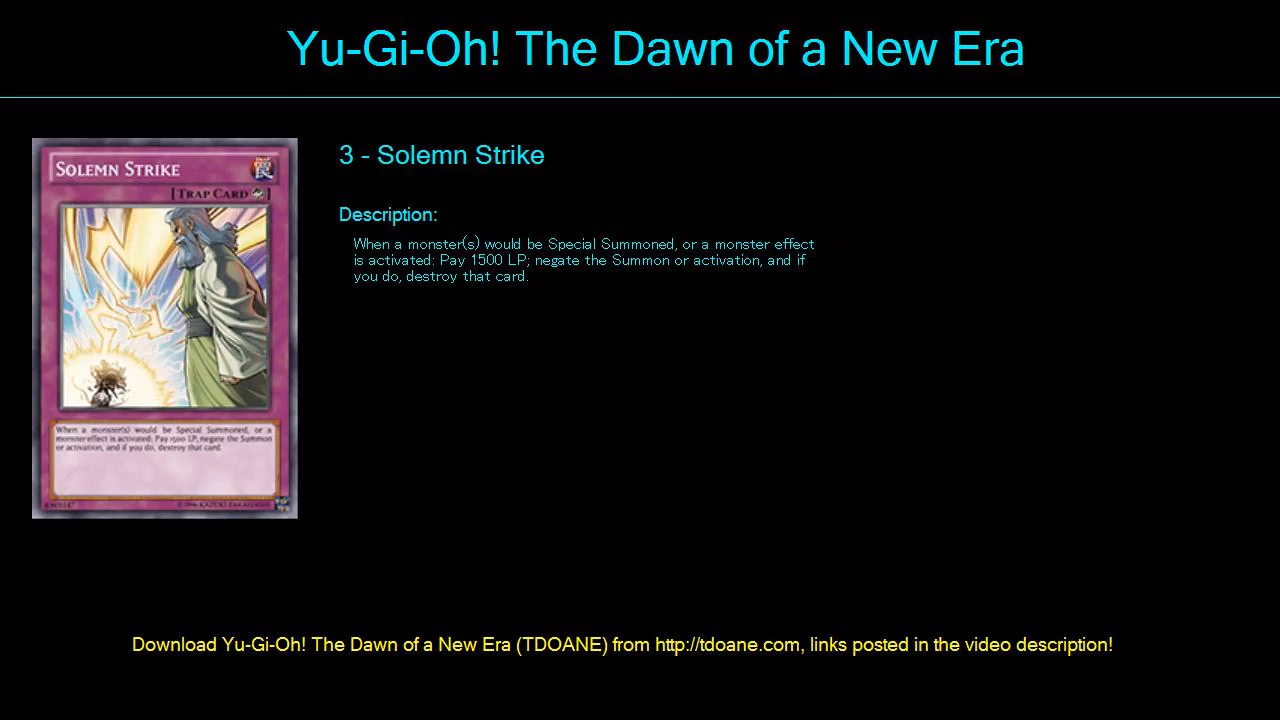 Yu-Gi-Oh! The Dawn of a New Era
SOLEMN STRIKE
[TRAP CARD]
When a monster(s) would be Special Summoned, or a
monster effect is activated: Pay 1500 LP; negate the Summon
or activation, and if you do, destroy that card.
KAZUKI TAKAHASHI
3 - Solemn Strike
Description:
When a monster(s) would be Special Summoned, or a monster effect
is activated: Pay 1500 LP; negate the Summon or activation, and if
you do, destroy that card.
Download Yu-Gi-Oh! The Dawn of a New Era (TDOANE) from http://tdoane.com, links posted in the video description!